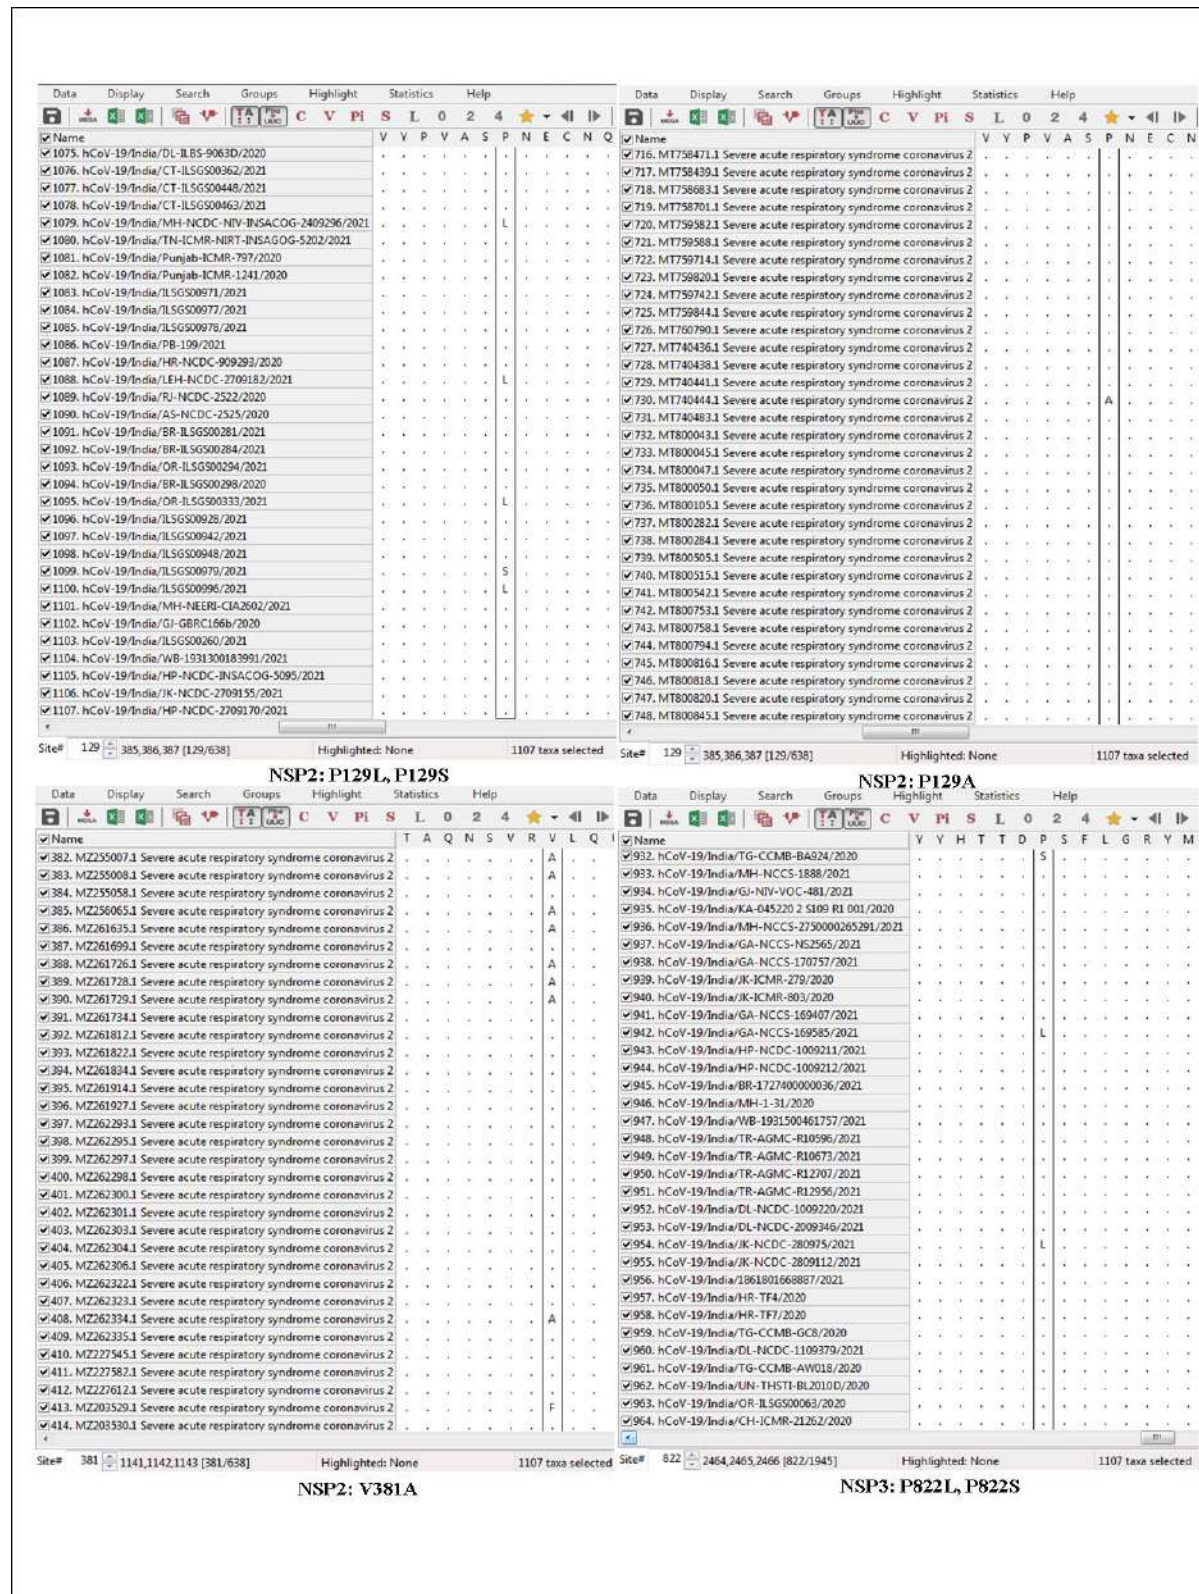 Data Display Search Groups Highlight Statistics Help
C V Pi S L 0 2 4
Name V Y P V A S P N E C N Q
1075. hCoV-19/India/DL-ILBS-9063D/2020
1076. hCoV-19/India/CT-ILSGS00362/2021
1077. hCoV-19/India/CT-ILSGS00448/2021
1078. hCoV-19/India/CT-ILSGS00463/2021
1079. hCoV-19/India/MH-NCDC-NIV-INSACOG-2409296/2021 L
1080. hCoV-19/India/TN-ICMR-NIRT-INSAGOG-5202/2021
1081. hCoV-19/India/Punjab-ICMR-797/2020
1082. hCoV-19/India/Punjab-ICMR-1241/2020
1083. hCoV-19/India/ILSGS00971/2021
1084. hCoV-19/India/ILSGS00977/2021
1085. hCoV-19/India/ILSGS00978/2021
1086. hCoV-19/India/PB-199/2021
1087. hCoV-19/India/HR-NCDC-909293/2020
1088. hCoV-19/India/LEH-NCDC-2709182/2021 L
1089. hCoV-19/India/RJ-NCDC-2522/2020
1090. hCoV-19/India/AS-NCDC-2525/2020
1091. hCoV-19/India/BR-ILSGS00281/2021
1092. hCoV-19/India/BR-ILSGS00284/2021
1093. hCoV-19/India/OR-ILSGS00294/2021
1094. hCoV-19/India/BR-ILSGS00298/2020
1095. hCoV-19/India/OR-ILSGS00333/2021 L
1096. hCoV-19/India/ILSGS00928/2021
1097. hCoV-19/India/ILSGS00942/2021
1098. hCoV-19/India/ILSGS00948/2021
1099. hCoV-19/India/ILSGS00979/2021 S
1100. hCoV-19/India/ILSGS00996/2021 L
1101. hCoV-19/India/MH-NEERI-CIA2602/2021
1102. hCoV-19/India/GJ-GBRC166b/2020
1103. hCoV-19/India/ILSGS00260/2021
1104. hCoV-19/India/WB-1931300183991/2021
1105. hCoV-19/India/HP-NCDC-INSACOG-5095/2021
1106. hCoV-19/India/JK-NCDC-2709155/2021
1107. hCoV-19/India/HP-NCDC-2709170/2021
Site# 129 385,386,387 [129/638] Highlighted: None 1107 taxa selected
NSP2: P129L, P129S
Data Display Search Groups Highlight Statistics Help
C V Pi S L 0 2 4
Name V Y P V A S P N E C N
716. MT758471.1 Severe acute respiratory syndrome coronavirus 2
717. MT758439.1 Severe acute respiratory syndrome coronavirus 2
718. MT758683.1 Severe acute respiratory syndrome coronavirus 2
719. MT758701.1 Severe acute respiratory syndrome coronavirus 2
720. MT759582.1 Severe acute respiratory syndrome coronavirus 2
721. MT759588.1 Severe acute respiratory syndrome coronavirus 2
722. MT759714.1 Severe acute respiratory syndrome coronavirus 2
723. MT759820.1 Severe acute respiratory syndrome coronavirus 2
724. MT759742.1 Severe acute respiratory syndrome coronavirus 2
725. MT759844.1 Severe acute respiratory syndrome coronavirus 2
726. MT760790.1 Severe acute respiratory syndrome coronavirus 2
727. MT740436.1 Severe acute respiratory syndrome coronavirus 2
728. MT740438.1 Severe acute respiratory syndrome coronavirus 2
729. MT740441.1 Severe acute respiratory syndrome coronavirus 2
730. MT740444.1 Severe acute respiratory syndrome coronavirus 2 A
731. MT740483.1 Severe acute respiratory syndrome coronavirus 2
732. MT800043.1 Severe acute respiratory syndrome coronavirus 2
733. MT800045.1 Severe acute respiratory syndrome coronavirus 2
734. MT800047.1 Severe acute respiratory syndrome coronavirus 2
735. MT800050.1 Severe acute respiratory syndrome coronavirus 2
736. MT800105.1 Severe acute respiratory syndrome coronavirus 2
737. MT800282.1 Severe acute respiratory syndrome coronavirus 2
738. MT800284.1 Severe acute respiratory syndrome coronavirus 2
739. MT800505.1 Severe acute respiratory syndrome coronavirus 2
740. MT800515.1 Severe acute respiratory syndrome coronavirus 2
741. MT800542.1 Severe acute respiratory syndrome coronavirus 2
742. MT800753.1 Severe acute respiratory syndrome coronavirus 2
743. MT800758.1 Severe acute respiratory syndrome coronavirus 2
744. MT800794.1 Severe acute respiratory syndrome coronavirus 2
745. MT800816.1 Severe acute respiratory syndrome coronavirus 2
746. MT800818.1 Severe acute respiratory syndrome coronavirus 2
747. MT800820.1 Severe acute respiratory syndrome coronavirus 2
748. MT800845.1 Severe acute respiratory syndrome coronavirus 2
Site# 129 385,386,387 [129/638] Highlighted: None 1107 taxa selected
NSP2: P129A
Data Display Search Groups Highlight Statistics Help
C V Pi S L 0 2 4
Name T A Q N S V R V L Q
382. MZ255007.1 Severe acute respiratory syndrome coronavirus 2 A
383. MZ255008.1 Severe acute respiratory syndrome coronavirus 2 A
384. MZ255058.1 Severe acute respiratory syndrome coronavirus 2
385. MZ256065.1 Severe acute respiratory syndrome coronavirus 2 A
386. MZ261635.1 Severe acute respiratory syndrome coronavirus 2 A
387. MZ261699.1 Severe acute respiratory syndrome coronavirus 2
388. MZ261726.1 Severe acute respiratory syndrome coronavirus 2 A
389. MZ261728.1 Severe acute respiratory syndrome coronavirus 2 A
390. MZ261729.1 Severe acute respiratory syndrome coronavirus 2 A
391. MZ261734.1 Severe acute respiratory syndrome coronavirus 2
392. MZ261812.1 Severe acute respiratory syndrome coronavirus 2
393. MZ261822.1 Severe acute respiratory syndrome coronavirus 2
394. MZ261834.1 Severe acute respiratory syndrome coronavirus 2
395. MZ261914.1 Severe acute respiratory syndrome coronavirus 2
396. MZ261927.1 Severe acute respiratory syndrome coronavirus 2
397. MZ262293.1 Severe acute respiratory syndrome coronavirus 2
398. MZ262295.1 Severe acute respiratory syndrome coronavirus 2
399. MZ262297.1 Severe acute respiratory syndrome coronavirus 2
400. MZ262298.1 Severe acute respiratory syndrome coronavirus 2
401. MZ262300.1 Severe acute respiratory syndrome coronavirus 2
402. MZ262301.1 Severe acute respiratory syndrome coronavirus 2
403. MZ262303.1 Severe acute respiratory syndrome coronavirus 2
404. MZ262304.1 Severe acute respiratory syndrome coronavirus 2
405. MZ262306.1 Severe acute respiratory syndrome coronavirus 2
406. MZ262322.1 Severe acute respiratory syndrome coronavirus 2
407. MZ262323.1 Severe acute respiratory syndrome coronavirus 2
408. MZ262334.1 Severe acute respiratory syndrome coronavirus 2 A
409. MZ262335.1 Severe acute respiratory syndrome coronavirus 2
410. MZ227545.1 Severe acute respiratory syndrome coronavirus 2
411. MZ227582.1 Severe acute respiratory syndrome coronavirus 2
412. MZ227612.1 Severe acute respiratory syndrome coronavirus 2
413. MZ203529.1 Severe acute respiratory syndrome coronavirus 2 F
414. MZ203530.1 Severe acute respiratory syndrome coronavirus 2
Site# 381 1141,1142,1143 [381/638] Highlighted: None 1107 taxa selected
NSP2: V381A
Data Display Search Groups Highlight Statistics Help
C V Pi S L 0 2 4
Name Y Y H T T D P S F L G R Y M
932. hCoV-19/India/TG-CCMB-BA924/2020 S
933. hCoV-19/India/MH-NCCS-1888/2021
934. hCoV-19/India/GJ-NIV-VOC-481/2021
935. hCoV-19/India/KA-045220 2 S109 R1 001/2020
936. hCoV-19/India/MH-NCCS-2750000265291/2021
937. hCoV-19/India/GA-NCCS-NS2565/2021
938. hCoV-19/India/GA-NCCS-170757/2021
939. hCoV-19/India/JK-ICMR-279/2020
940. hCoV-19/India/JK-ICMR-803/2020
941. hCoV-19/India/GA-NCCS-169407/2021
942. hCoV-19/India/GA-NCCS-169585/2021 L
943. hCoV-19/India/HP-NCDC-1009211/2021
944. hCoV-19/India/HP-NCDC-1009212/2021
945. hCoV-19/India/BR-1727400000036/2021
946. hCoV-19/India/MH-1-31/2020
947. hCoV-19/India/WB-1931500461757/2021
948. hCoV-19/India/TR-AGMC-R10596/2021
949. hCoV-19/India/TR-AGMC-R10673/2021
950. hCoV-19/India/TR-AGMC-R12707/2021
951. hCoV-19/India/TR-AGMC-R12956/2021
952. hCoV-19/India/DL-NCDC-1009220/2021
953. hCoV-19/India/DL-NCDC-2009346/2021
954. hCoV-19/India/JK-NCDC-280975/2021 L
955. hCoV-19/India/JK-NCDC-2809112/2021
956. hCoV-19/India/1861801668887/2021
957. hCoV-19/India/HR-TF4/2020
958. hCoV-19/India/HR-TF7/2020
959. hCoV-19/India/TG-CCMB-GC8/2020
960. hCoV-19/India/DL-NCDC-1109379/2021
961. hCoV-19/India/TG-CCMB-AW018/2020
962. hCoV-19/India/UN-THSTI-BL2010D/2020
963. hCoV-19/India/OR-ILSGS00063/2020
964. hCoV-19/India/CH-ICMR-21262/2020
Site# 822 2464,2465,2466 [822/1945] Highlighted: None 1107 taxa selected
NSP3: P822L, P822S